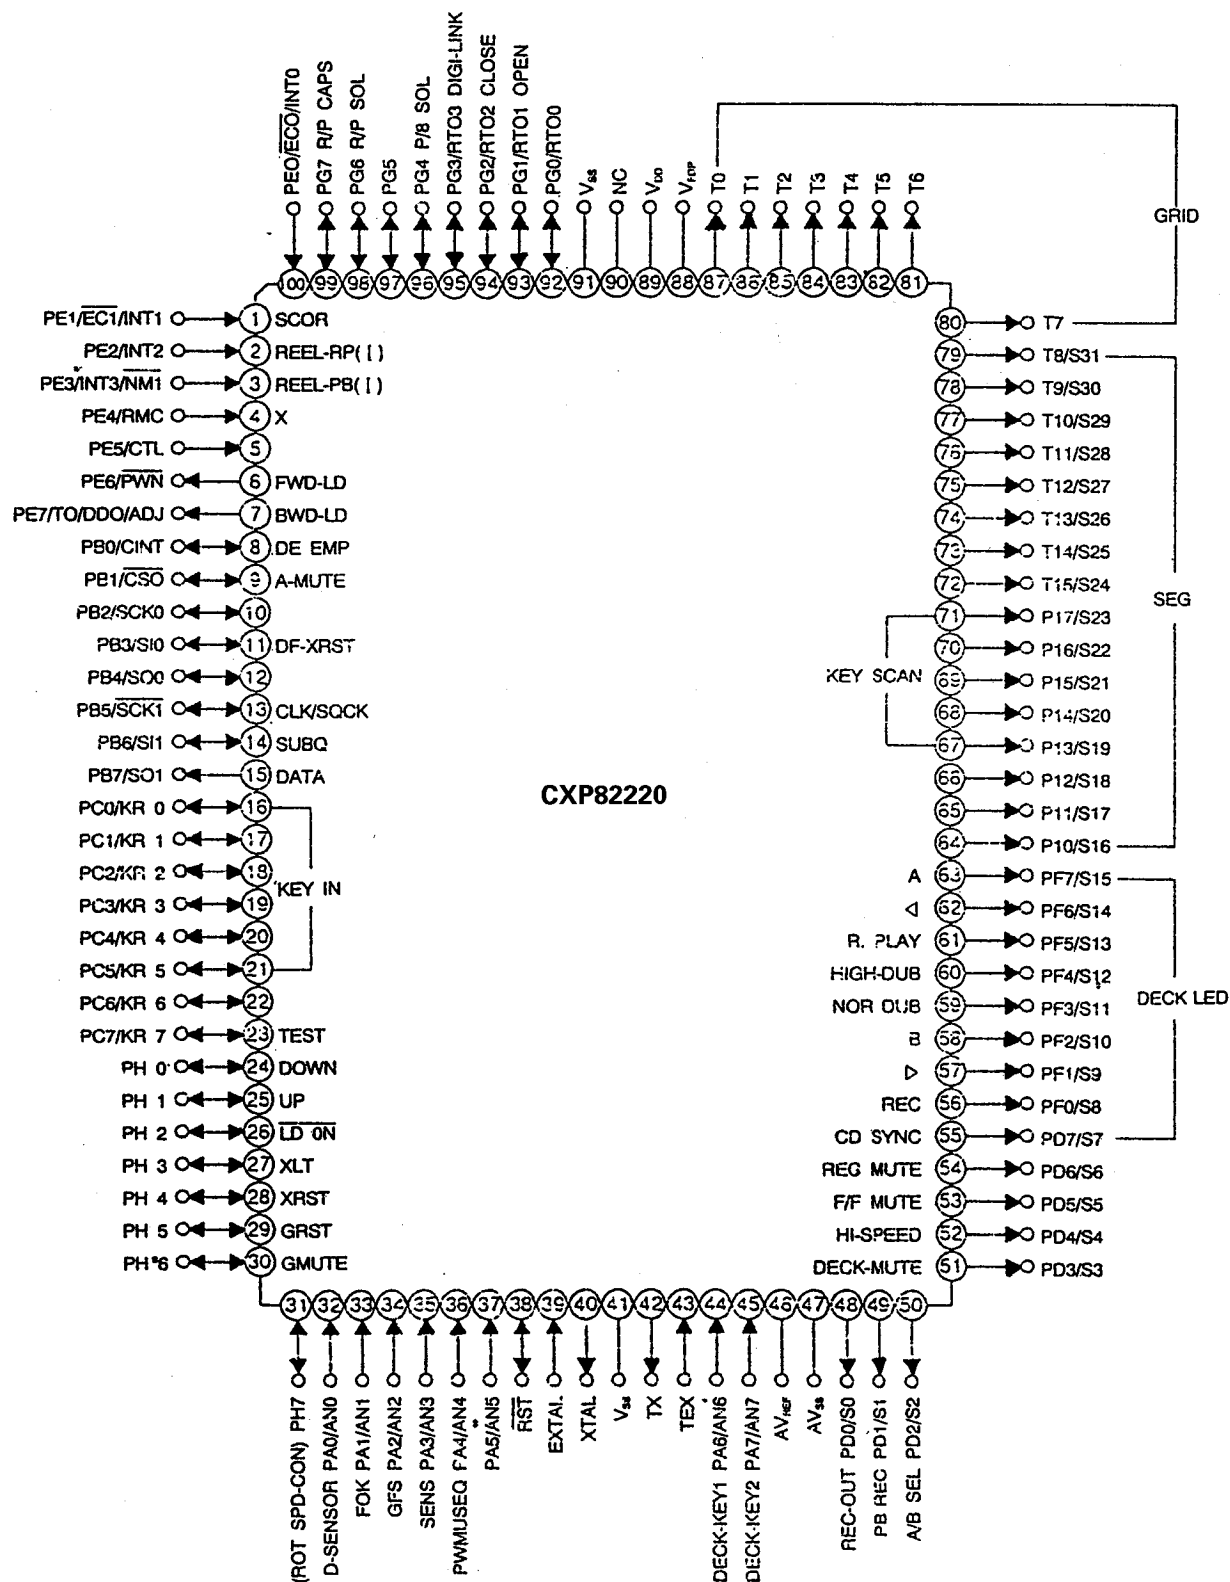 PEO/ECO/INT0
PG7 R/P CAPS
PG6 R/P SOL
PG5
PG4 P/B SOL
PG3/RTO3 DIGI-LINK
PG2/RTO2 CLOSE
PG1/RTO1 OPEN
PG0/RTO0
VSS
NC
VDD
VFDP
T0
T1
T2
T3
T4
T5
T6
GRID
100
99
98
97
96
95
94
93
92
91
90
89
88
87
86
85
84
83
82
81
PE1/EC1/INT1 1 SCOR
PE2/INT2 2 REEL-RP( I )
PE3/INT3/NM1 3 REEL-PB( I )
PE4/RMC 4 X
PE5/CTL 5
PE6/PWN 6 FWD-LD
PE7/TO/DDO/ADJ 7 BWD-LD
PB0/CINT 8 DE EMP
PB1/CSO 9 A-MUTE
PB2/SCK0 10
PB3/SI0 11 DF-XRST
PB4/SO0 12
PB5/SCK1 13 CLK/SQCK
PB6/SI1 14 SUBQ
PB7/SO1 15 DATA
PC0/KR 0 16
PC1/KR 1 17
PC2/KR 2 18
KEY IN
PC3/KR 3 19
PC4/KR 4 20
PC5/KR 5 21
PC6/KR 6 22
PC7/KR 7 23 TEST
PH 0 24 DOWN
PH 1 25 UP
PH 2 26 LD ON
PH 3 27 XLT
PH 4 28 XRST
PH 5 29 GRST
PH 6 30 GMUTE
CXP82220
80 T7
79 T8/S31
78 T9/S30
77 T10/S29
76 T11/S28
75 T12/S27
74 T13/S26
73 T14/S25
72 T15/S24
SEG
71 P17/S23
70 P16/S22
KEY SCAN 69 P15/S21
68 P14/S20
67 P13/S19
66 P12/S18
65 P11/S17
64 P10/S16
A 63 PF7/S15
62 PF6/S14
R. PLAY 61 PF5/S13
HIGH-DUB 60 PF4/S12
DECK LED
NOR DUB 59 PF3/S11
B 58 PF2/S10
57 PF1/S9
REC 56 PF0/S8
CD SYNC 55 PD7/S7
REC MUTE 54 PD6/S6
F/F MUTE 53 PD5/S5
HI-SPEED 52 PD4/S4
DECK-MUTE 51 PD3/S3
31
32
33
34
35
36
37
38
39
40
41
42
43
44
45
46
47
48
49
50
(ROT SPD-CON) PH7
D-SENSOR PA0/AN0
FOK PA1/AN1
GFS PA2/AN2
SENS PA3/AN3
PWMUSEQ PA4/AN4
PA5/AN5
RST
EXTAL
XTAL
VSS
TX
TEX
DECK-KEY1 PA6/AN6
DECK-KEY2 PA7/AN7
AVREF
AVSS
REC-OUT PD0/S0
PB REC PD1/S1
A/B SEL PD2/S2